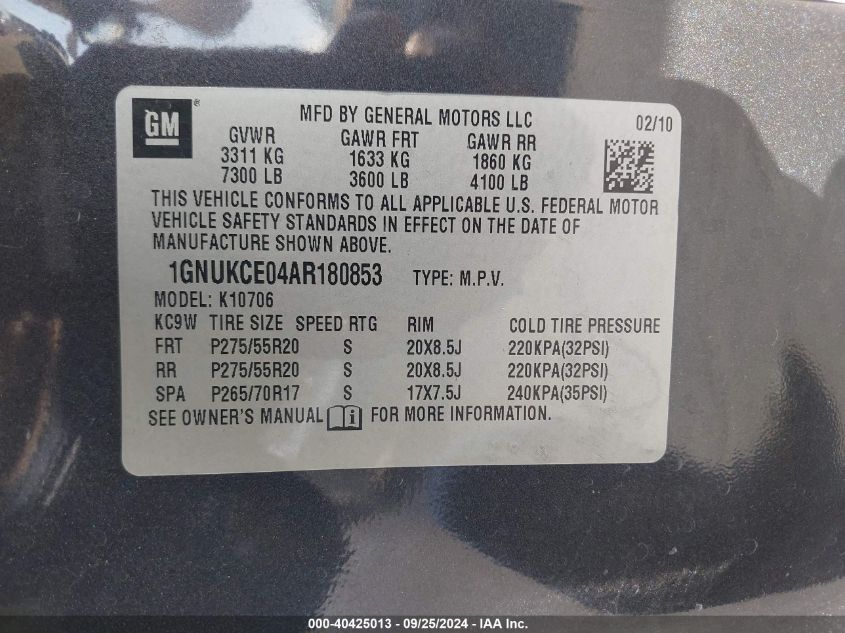 GM ®
MFD BY GENERAL MOTORS LLC 02/10
GVWR GAWR FRT GAWR RR
3311 KG 1633 KG 1860 KG
7300 LB 3600 LB 4100 LB
THIS VEHICLE CONFORMS TO ALL APPLICABLE U.S. FEDERAL MOTOR
VEHICLE SAFETY STANDARDS IN EFFECT ON THE DATE OF
MANUFACTURE SHOWN ABOVE.
1GNUKCE04AR180853 TYPE: M.P.V.
MODEL: K10706
KC9W TIRE SIZE SPEED RTG RIM COLD TIRE PRESSURE
FRT P275/55R20 S 20X8.5J 220KPA(32PSI)
RR P275/55R20 S 20X8.5J 220KPA(32PSI)
SPA P265/70R17 S 17X7.5J 240KPA(35PSI)
SEE OWNER'S MANUAL i FOR MORE INFORMATION.
000-40425013 - 09/25/2024 - IAA Inc.